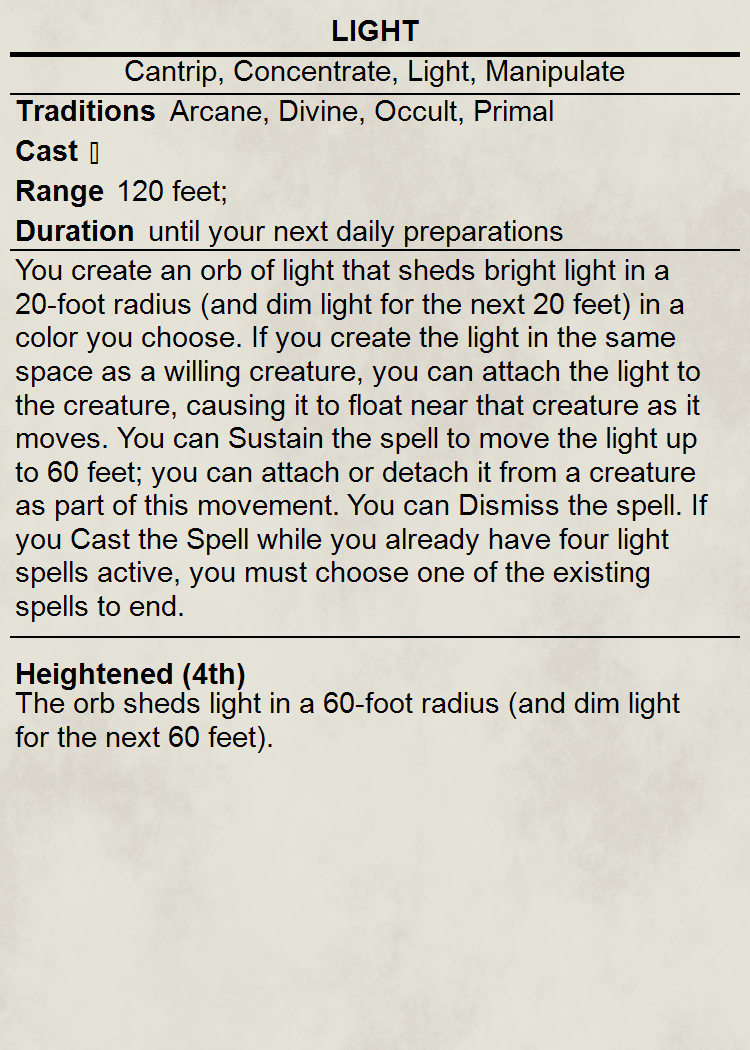 LIGHT
Cantrip, Concentrate, Light, Manipulate
Traditions Arcane, Divine, Occult, Primal
Cast
Range 120 feet;
Duration until your next daily preparations
You create an orb of light that sheds bright light in a
20-foot radius (and dim light for the next 20 feet) in a
color you choose. If you create the light in the same
space as a willing creature, you can attach the light to
the creature, causing it to float near that creature as it
moves. You can Sustain the spell to move the light up
to 60 feet; you can attach or detach it from a creature
as part of this movement. You can Dismiss the spell. If
you Cast the Spell while you already have four light
spells active, you must choose one of the existing
spells to end.
Heightened (4th)
The orb sheds light in a 60-foot radius (and dim light
for the next 60 feet).